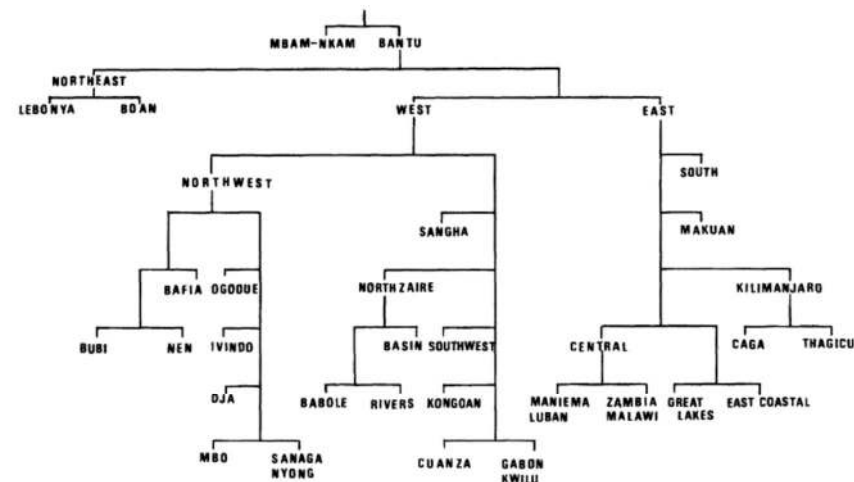 MBAM-NKAM BANTU
NORTHEAST
LEBONYA BOAN WEST EAST
NORTHWEST SOUTH
SANGHA MAKUAN
BAFIA OGOOUE NORTHZAIRE KILIMANJARO
BUBI NEN IVINDO BASIN SOUTHWEST CENTRAL CAGA THAGICU
DJA BABOLE RIVERS KONGOAN MANIEMA ZAMBIA GREAT EAST COASTAL
LUBAN MALAWI LAKES
MBO SANAGA CUANZA GABON
NYONG KWILU